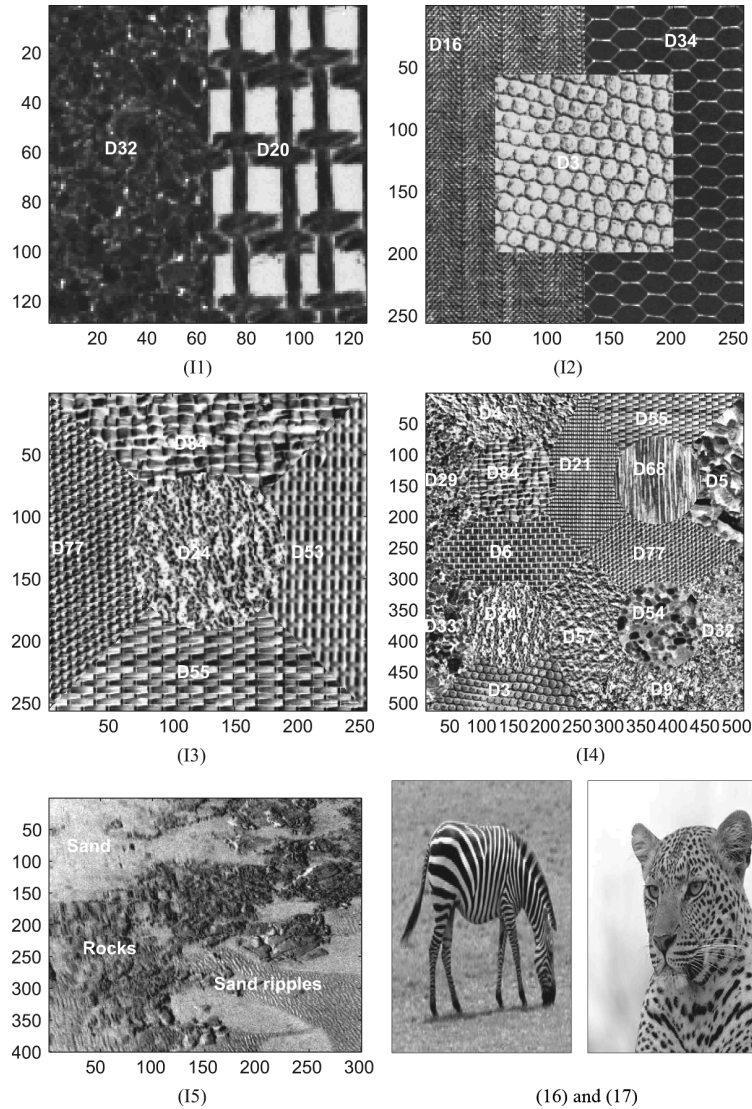 20
40
60
80
100
120
D32
D20
20 40 60 80 100 120
(I1)
0
50
100
150
200
250
D16
D34
D3
50 100 150 200 250
(I2)
50
100
150
200
250
D84
D77
D24
D53
D55
50 100 150 200 250
(I3)
0
50
100
150
200
250
300
350
400
450
500
D4
D55
D29
D84
D21
D68
D5
D6
D77
D33
D24
D57
D54
D32
D3
D9
50 100 150 200 250 300 350 400 450 500
(I4)
0
50
100
150
200
250
300
350
400
Sand
Rocks
Sand ripples
50 100 150 200 250 300
(I5)
(16) and (17)